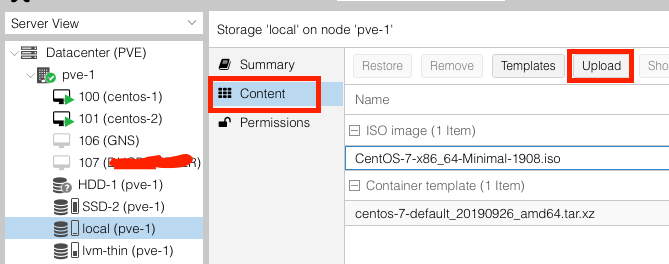 Server View
Datacenter (PVE)
pve-1
100 (centos-1)
101 (centos-2)
106 (GNS)
107
HDD-1 (pve-1)
SSD-2 (pve-1)
local (pve-1)
lvm-thin (pve-1)
Storage 'local' on node 'pve-1'
Summary
Content
Permissions
Restore Remove Templates Upload Sho
Name
ISO image (1 Item)
CentOS-7-x86_64-Minimal-1908.iso
Container template (1 Item)
centos-7-default_20190926_amd64.tar.xz